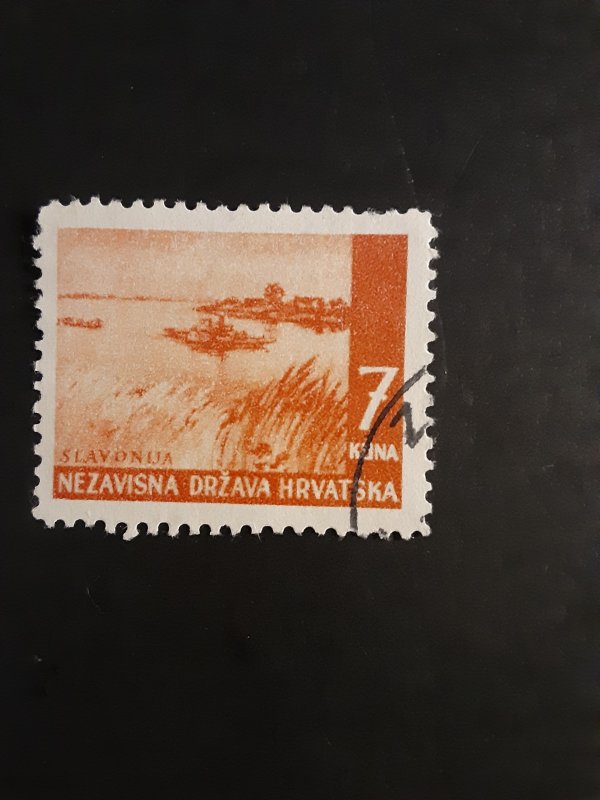 7
KUNA
SLAVONIJA
NEZAVISNA DRŽAVA HRVATSKA